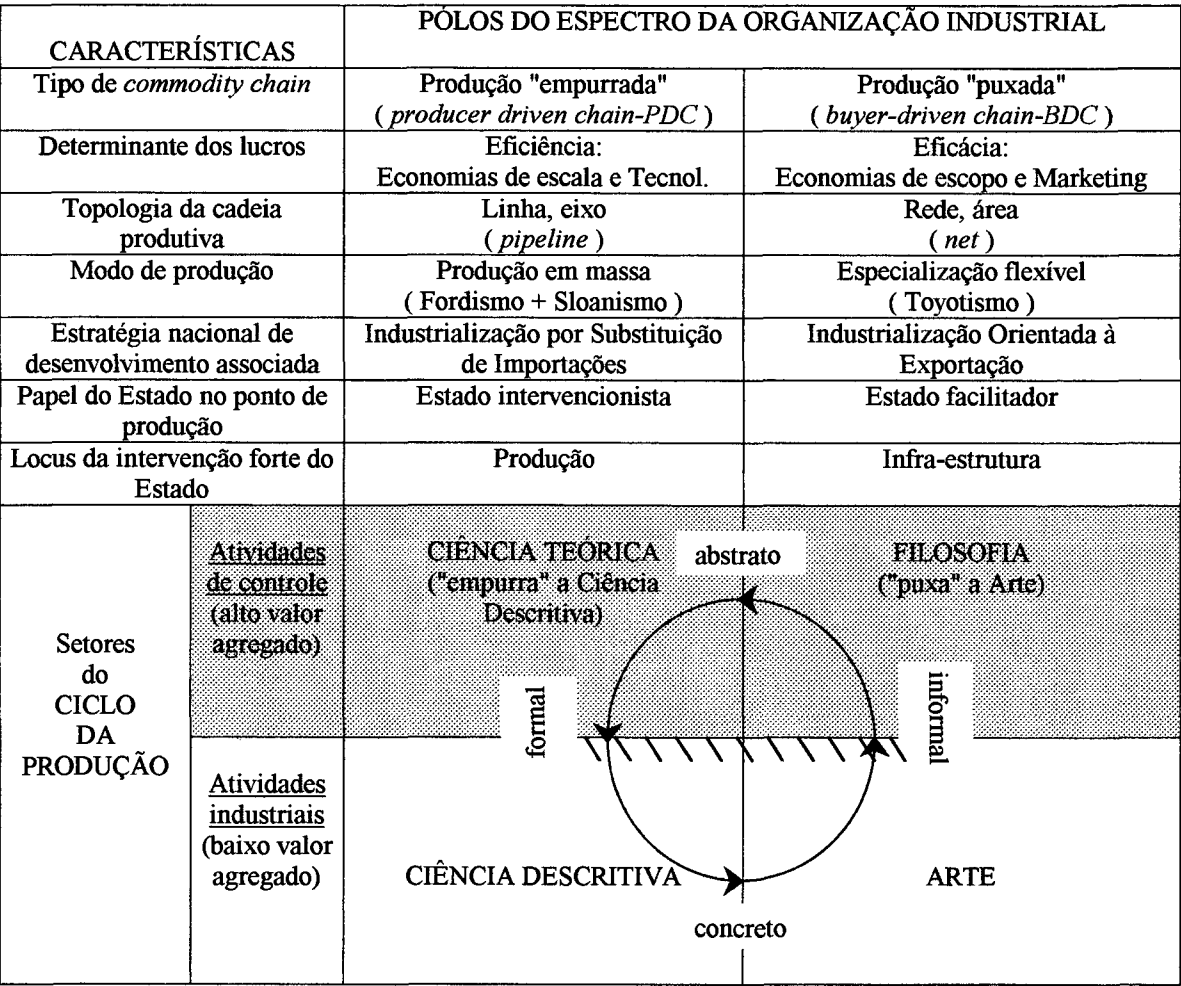 PÓLOS DO ESPECTRO DA ORGANIZAÇÃO INDUSTRIAL
CARACTERÍSTICAS
Tipo de commodity chain
Produção "empurrada"
( producer driven chain-PDC )
Produção "puxada"
( buyer-driven chain-BDC )
Determinante dos lucros
Eficiência:
Economias de escala e Tecnol.
Eficácia:
Economias de escopo e Marketing
Topologia da cadeia
produtiva
Linha, eixo
( pipeline )
Rede, área
( net )
Modo de produção
Produção em massa
( Fordismo + Sloanismo )
Especialização flexível
( Toyotismo )
Estratégia nacional de
desenvolvimento associada
Industrialização por Substituição
de Importações
Industrialização Orientada à
Exportação
Papel do Estado no ponto de
produção
Estado intervencionista
Estado facilitador
Locus da intervenção forte do
Estado
Produção
Infra-estrutura
Setores
do
CICLO
DA
PRODUÇÃO
Atividades
de controle
(alto valor
agregado)
CIÊNCIA TEÓRICA
("empurra" a Ciência
Descritiva)
abstrato
FILOSOFIA
("puxa" a Arte)
formal
informal
Atividades
industriais
(baixo valor
agregado)
CIÊNCIA DESCRITIVA
ARTE
concreto